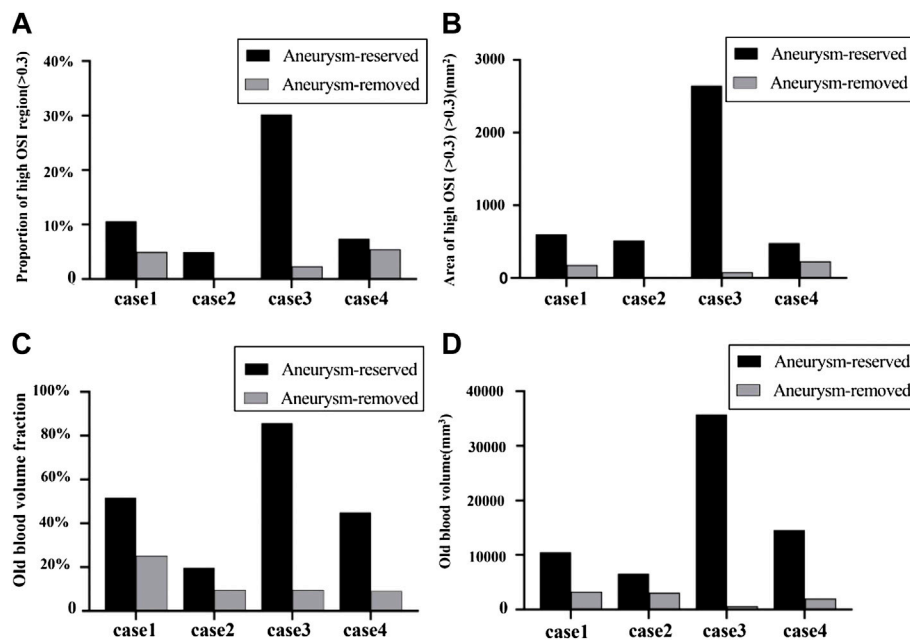 A
Proportion of high OSI region(>0.3)
40%
30%
20%
10%
0
Aneurysm-reserved
Aneurysm-removed
case1 case2 case3 case4
B
Area of high OSI (>0.3) (>0.3)(mm²)
3000
2000
1000
0
Aneurysm-reserved
Aneurysm-removed
case1 case2 case3 case4
C
Old blood volume fraction
100%
80%
60%
40%
20%
0
Aneurysm-reserved
Aneurysm-removed
case1 case2 case3 case4
D
Old blood volume(mm³)
40000
30000
20000
10000
0
Aneurysm-reserved
Aneurysm-removed
case1 case2 case3 case4